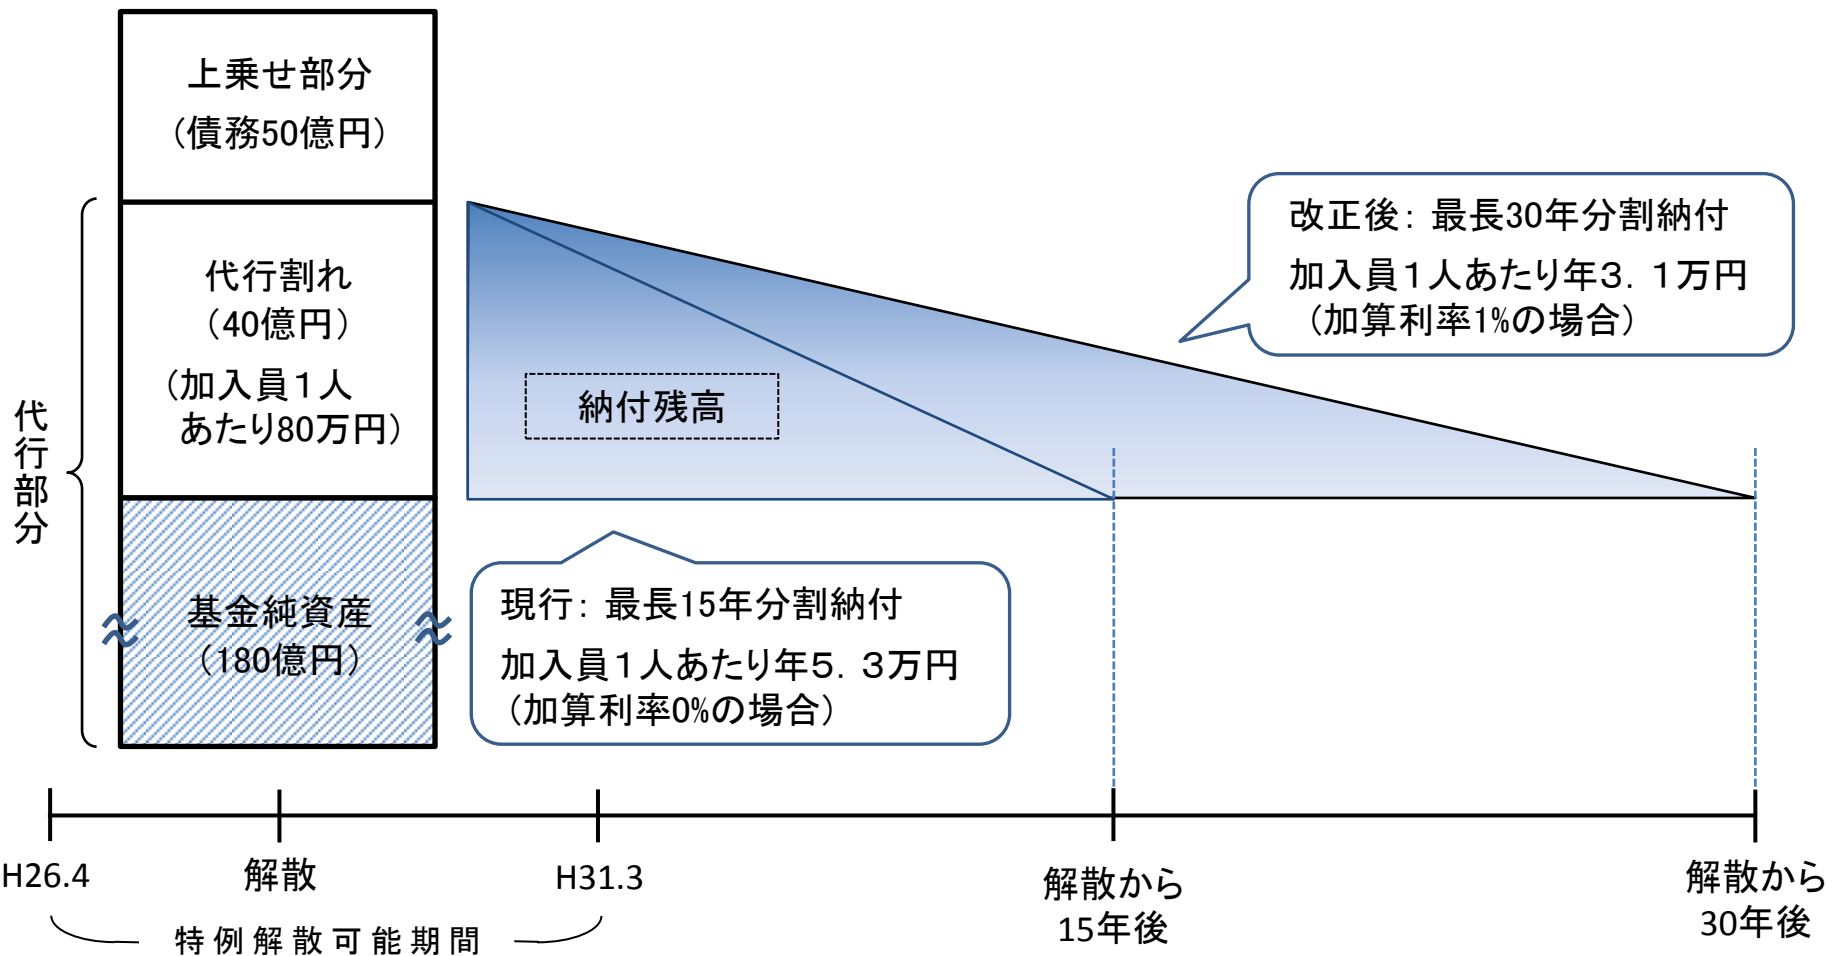 上乗せ部分
（債務50億円）
代行割れ
（40億円）
（加入員１人
あたり80万円）
代行部分
基金純資産
（180億円）
納付残高
改正後： 最長30年分割納付
加入員１人あたり年３．１万円
（加算利率1%の場合）
現行： 最長15年分割納付
加入員１人あたり年５．３万円
（加算利率0%の場合）
H26.4
解散
H31.3
解散から
15年後
解散から
30年後
特例解散可能期間